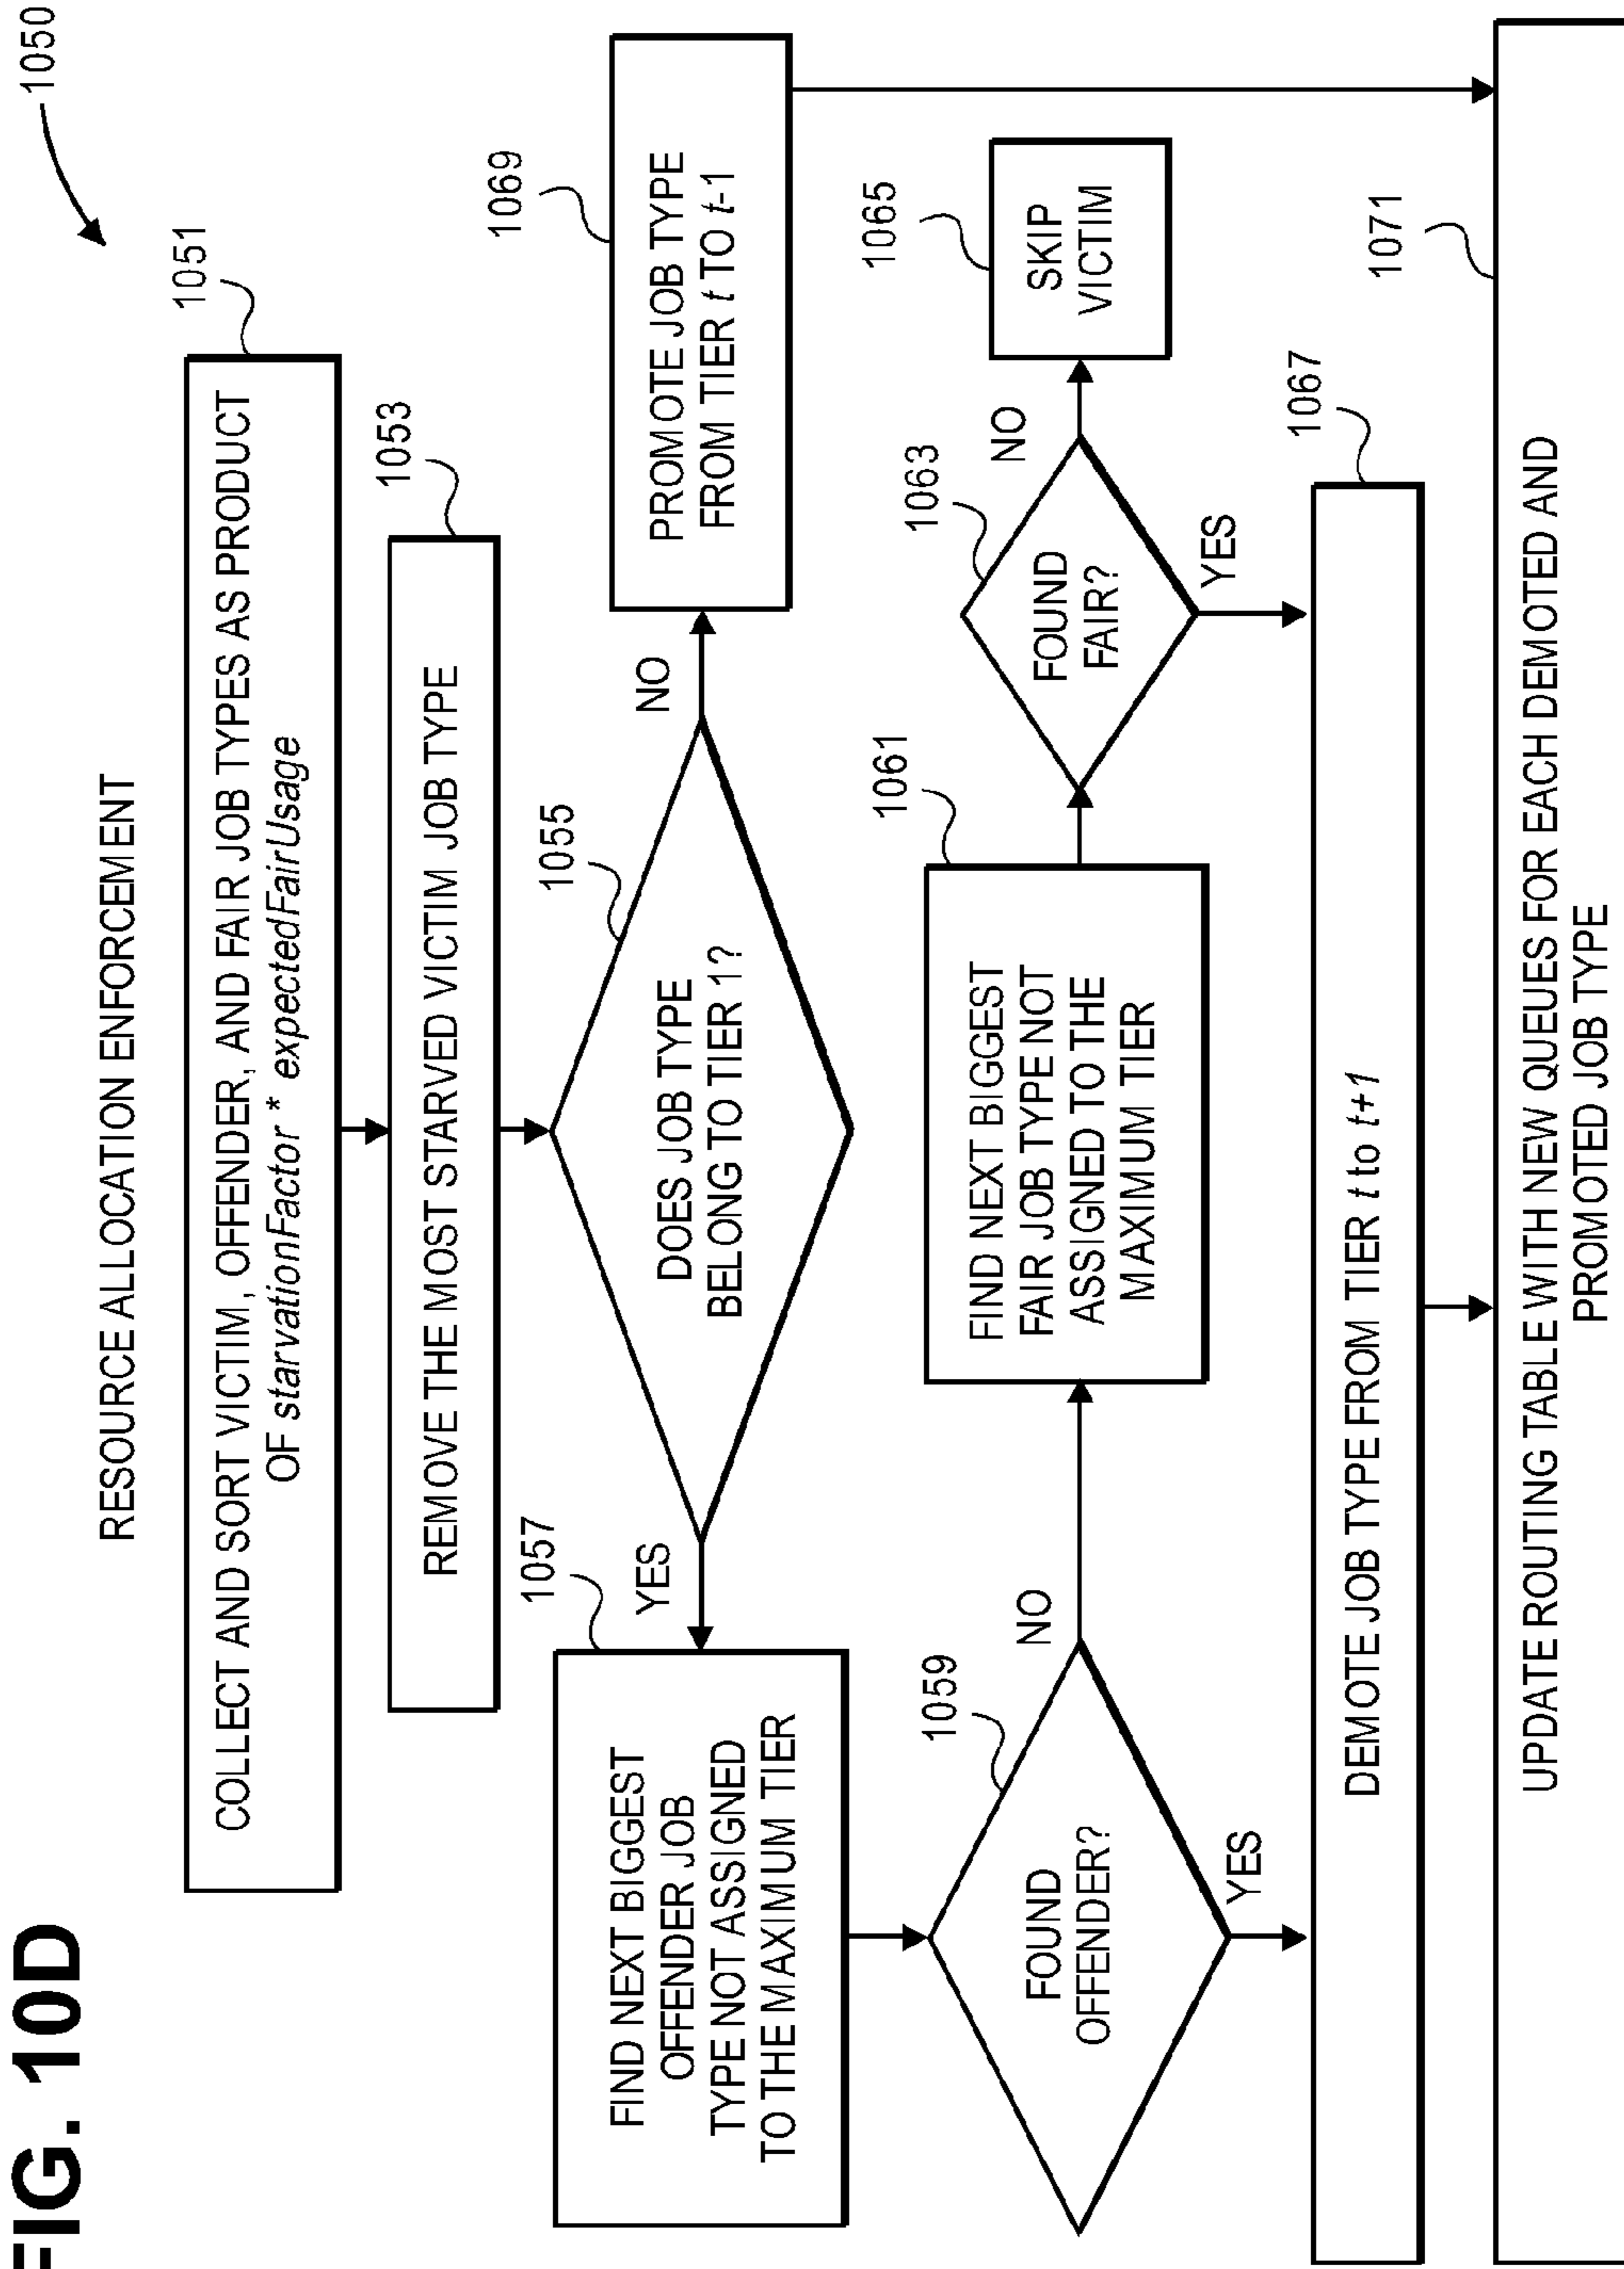 FIG. 10D
RESOURCE ALLOCATION ENFORCEMENT
1050
1051
COLLECT AND SORT VICTIM, OFFENDER, AND FAIR JOB TYPES AS PRODUCT
OF starvationFactor * expectedFairUsage
1053
REMOVE THE MOST STARVED VICTIM JOB TYPE
1055
DOES JOB TYPE
BELONG TO TIER 1?
YES
NO
1057
FIND NEXT BIGGEST
OFFENDER JOB
TYPE NOT ASSIGNED
TO THE MAXIMUM TIER
1069
PROMOTE JOB TYPE
FROM TIER t TO t-1
1059
FOUND
OFFENDER?
NO
YES
1061
FIND NEXT BIGGEST
FAIR JOB TYPE NOT
ASSIGNED TO THE
MAXIMUM TIER
1063
FOUND
FAIR?
NO
YES
1065
SKIP
VICTIM
1067
DEMOTE JOB TYPE FROM TIER t to t+1
1071
UPDATE ROUTING TABLE WITH NEW QUEUES FOR EACH DEMOTED AND
PROMOTED JOB TYPE